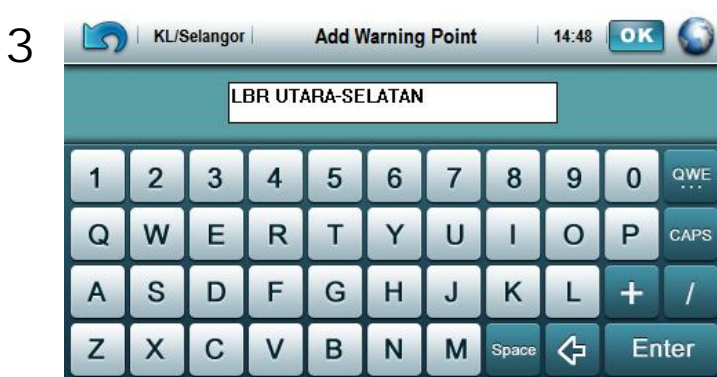 3
KL/Selangor Add Warning Point 14:48 OK
LBR UTARA-SELATAN
1 2 3 4 5 6 7 8 9 0 QWE...
Q W E R T Y U I O P CAPS
A S D F G H J K L + /
Z X C V B N M Space Enter